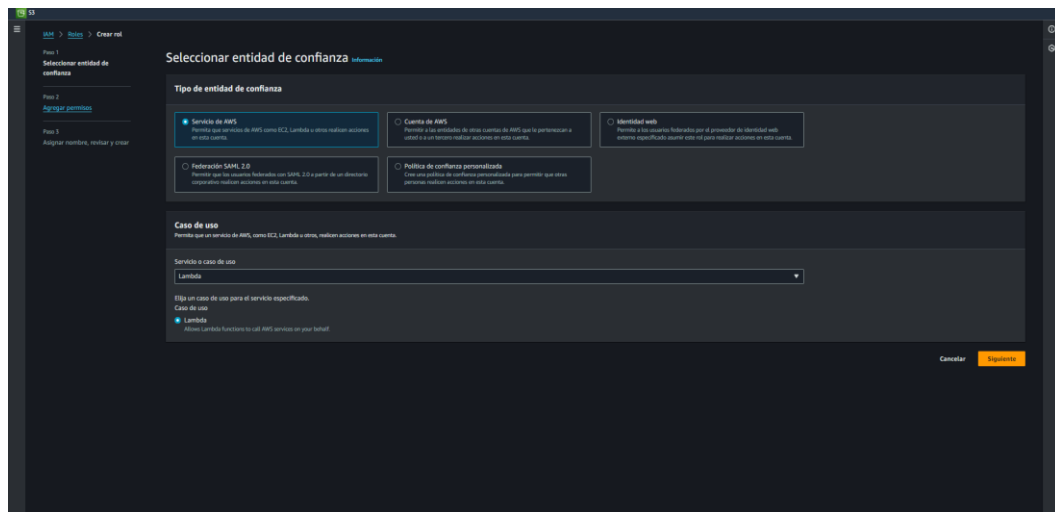 S3
IAM > Roles > Crear rol
Paso 1
Seleccionar entidad de
confianza
Paso 2
Agregar permisos
Paso 3
Asignar nombre, revisar y crear
Seleccionar entidad de confianza Información
Tipo de entidad de confianza
Servicio de AWS
Permita que servicios de AWS como EC2, Lambda u otros realicen acciones
en esta cuenta.
Cuenta de AWS
Permitir a las entidades de otras cuentas de AWS que le pertenezcan a
usted o a un tercero realizar acciones en esta cuenta.
Identidad web
Permite a los usuarios federados por el proveedor de identidad web
externo especificado asumir este rol para realizar acciones en esta cuenta.
Federación SAML 2.0
Permitir que los usuarios federados con SAML 2.0 a partir de un directorio
corporativo realicen acciones en esta cuenta.
Política de confianza personalizada
Cree una política de confianza personalizada para permitir que otras
personas realicen acciones en esta cuenta.
Caso de uso
Permita que un servicio de AWS, como EC2, Lambda u otros, realicen acciones en esta cuenta.
Servicio o caso de uso
Lambda
Elija un caso de uso para el servicio especificado.
Caso de uso
Lambda
Allows Lambda functions to call AWS services on your behalf.
Cancelar
Siguiente